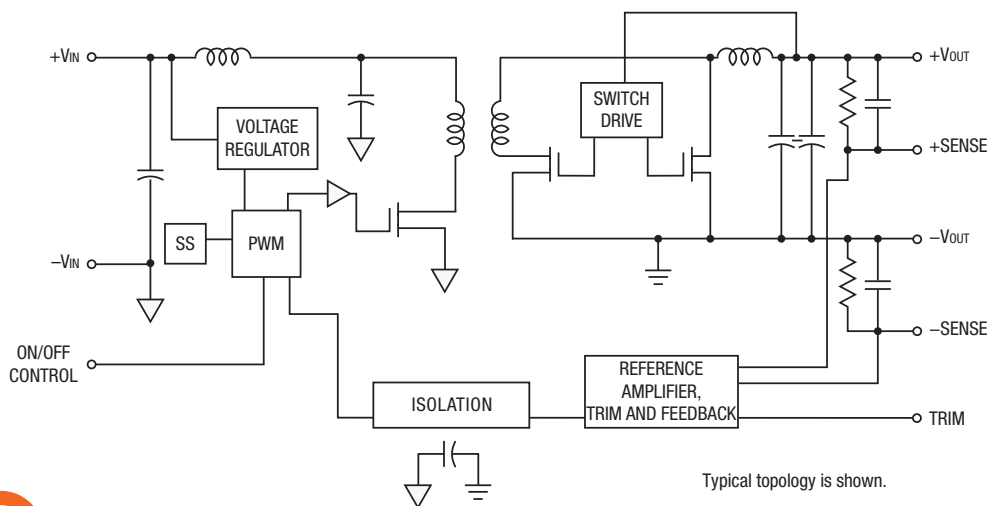 +VIN
VOLTAGE
REGULATOR
SS
PWM
−VIN
ON/OFF
CONTROL
SWITCH
DRIVE
+VOUT
+SENSE
−VOUT
−SENSE
ISOLATION
REFERENCE
AMPLIFIER,
TRIM AND FEEDBACK
TRIM
Typical topology is shown.